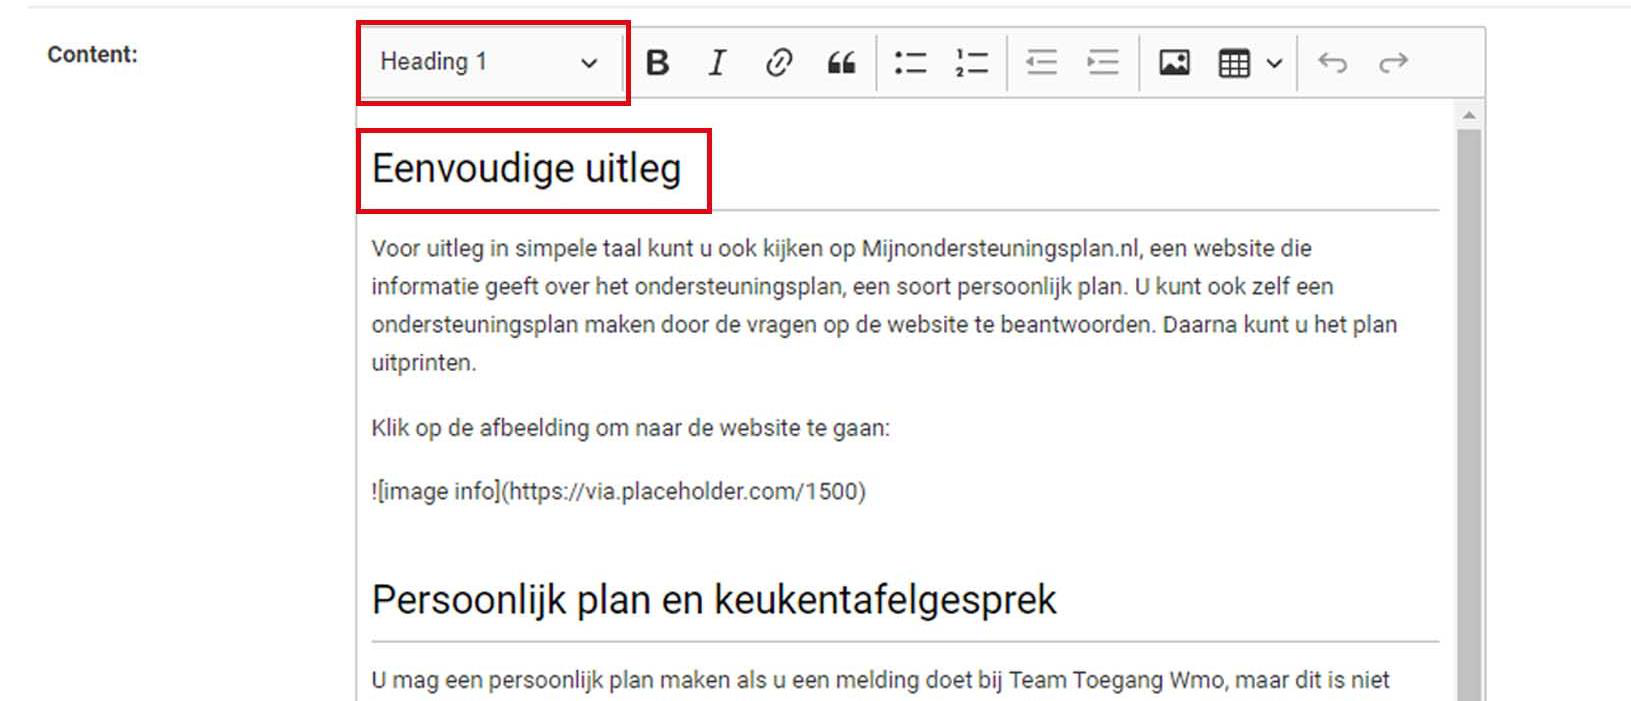 Content:
Heading 1
Eenvoudige uitleg
Voor uitleg in simpele taal kunt u ook kijken op Mijnondersteuningsplan.nl, een website die
informatie geeft over het ondersteuningsplan, een soort persoonlijk plan. U kunt ook zelf een
ondersteuningsplan maken door de vragen op de website te beantwoorden. Daarna kunt u het plan
uitprinten.
Klik op de afbeelding om naar de website te gaan:
![image info](https://via.placeholder.com/1500)
Persoonlijk plan en keukentafelgesprek
U mag een persoonlijk plan maken als u een melding doet bij Team Toegang Wmo, maar dit is niet